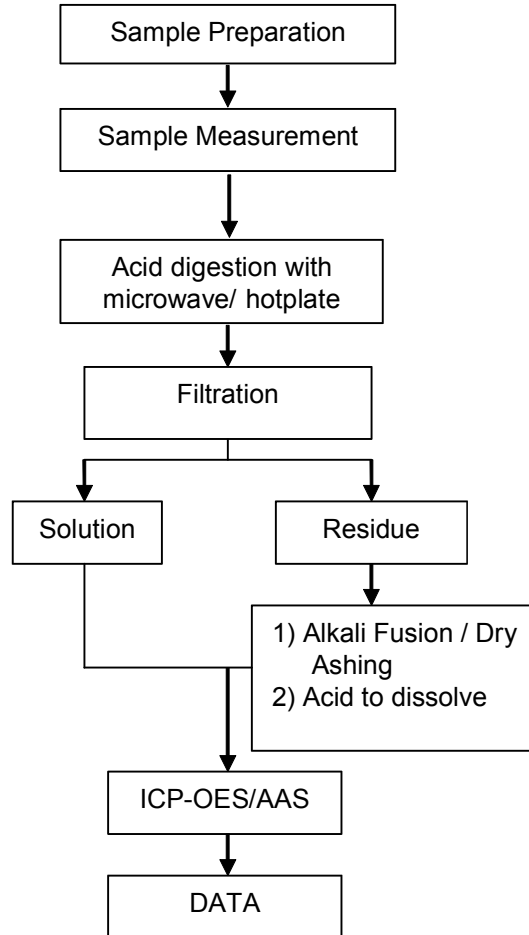 Sample Preparation
Sample Measurement
Acid digestion with
microwave/ hotplate
Filtration
Solution
Residue
1) Alkali Fusion / Dry
Ashing
2) Acid to dissolve
ICP-OES/AAS
DATA